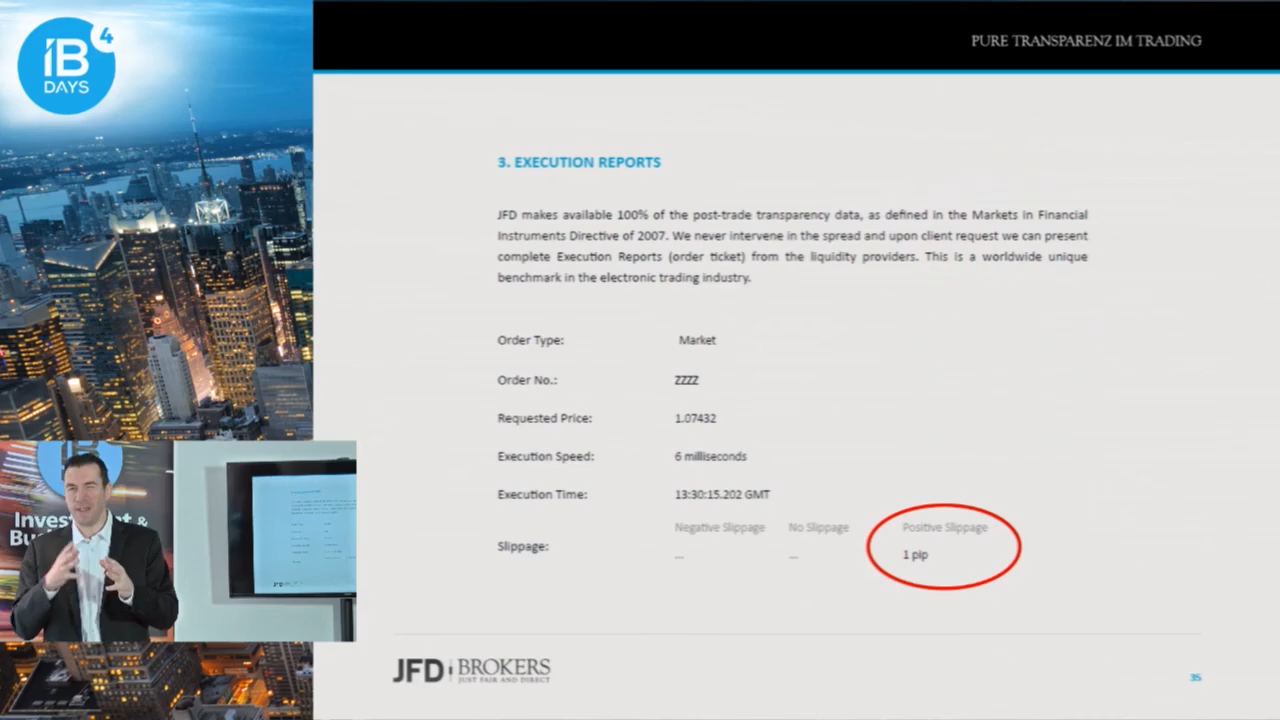 4
iB
DAYS
PURE TRANSPARENZ IM TRADING
3. EXECUTION REPORTS
JFD makes available 100% of the post-trade transparency data, as defined in the Markets in Financial
Instruments Directive of 2007. We never intervene in the spread and upon client request we can present
complete Execution Reports (order ticket) from the liquidity providers. This is a worldwide unique
benchmark in the electronic trading industry.
Order Type: Market
Order No.: ZZZZ
Requested Price: 1.07432
Execution Speed: 6 milliseconds
Execution Time: 13:30:15.202 GMT
Negative Slippage No Slippage Positive Slippage
Slippage: ... ... 1 pip
JFD BROKERS
JUST FAIR AND DIRECT
35